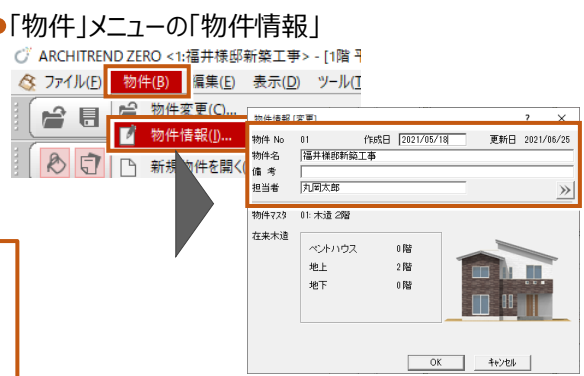 ●「物件」メニューの「物件情報」
ARCHITREND ZERO <1:福井様邸新築工事> - [1階 平
ファイル(F) 物件(B) 編集(E) 表示(D) ツール(T
物件変更(C)...
物件情報(I)...
新規物件を開く(
物件情報 [変更] ? ×
物件 No 01 作成日 2021/05/18 更新日 2021/06/25
物件名 福井様邸新築工事
備 考
担当者 丸岡太郎 >>
物件マスタ 01: 木造 2階
在来木造
ペントハウス 0 階
地上 2 階
地下 0 階
OK キャンセル